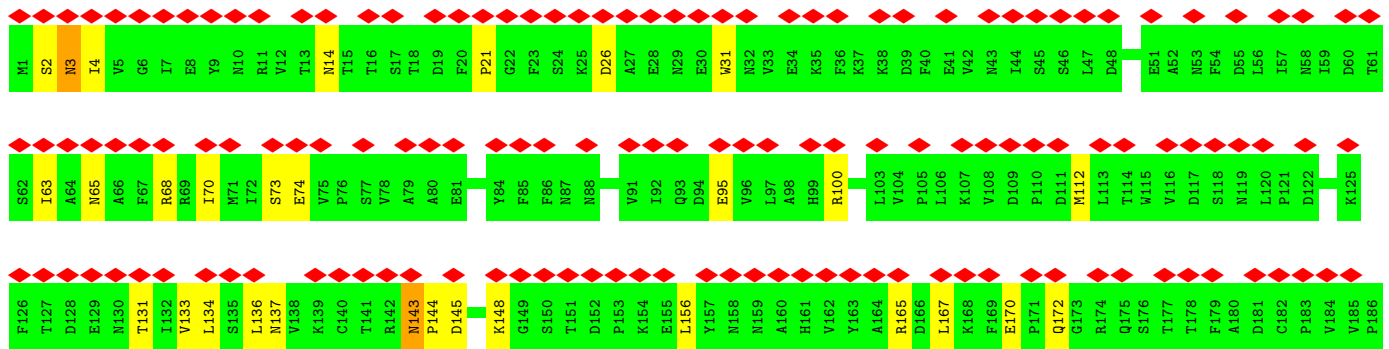 M1 S2 N3 I4 V5 G6 I7 E8 Y9 N10 R11 V12 T13 N14 T15 T16 S17 T18 D19 F20 P21 G22 F23 S24 K25 D26 A27 E28 N29 E30 W31 N32 V33 E34 K35 F36 K37 K38 D39 F40 E41 V42 N43 I44 S45 S46 L47 D48 E51 A52 N53 F54 D55 L56 I57 N58 I59 D60 T61
S62 I63 A64 N65 A66 F67 R68 R69 I70 M71 I72 S73 E74 V75 P76 S77 V78 A79 A80 E81 Y84 F85 F86 N87 N88 V91 I92 Q93 D94 E95 V96 L97 A98 H99 R100 L103 V104 P105 L106 K107 V108 D109 P110 D111 M112 L113 T114 W115 V116 D117 S118 N119 L120 P121 D122 K125
F126 T127 D128 E129 N130 T131 I132 V133 L134 S135 L136 N137 V138 K139 C140 T141 R142 N143 P144 D145 K148 G149 S150 T151 D152 P153 K154 E155 L156 Y157 N158 N159 A160 H161 V162 Y163 A164 R165 D166 L167 K168 F169 E170 P171 Q172 G173 R174 Q175 S176 T177 T178 F179 A180 D181 C182 P183 V184 V185 P186